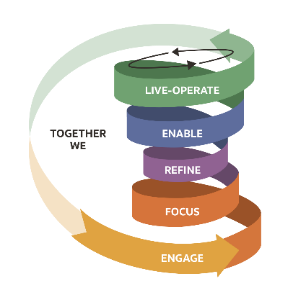 LIVE-OPERATE
TOGETHER
WE
ENABLE
REFINE
FOCUS
ENGAGE